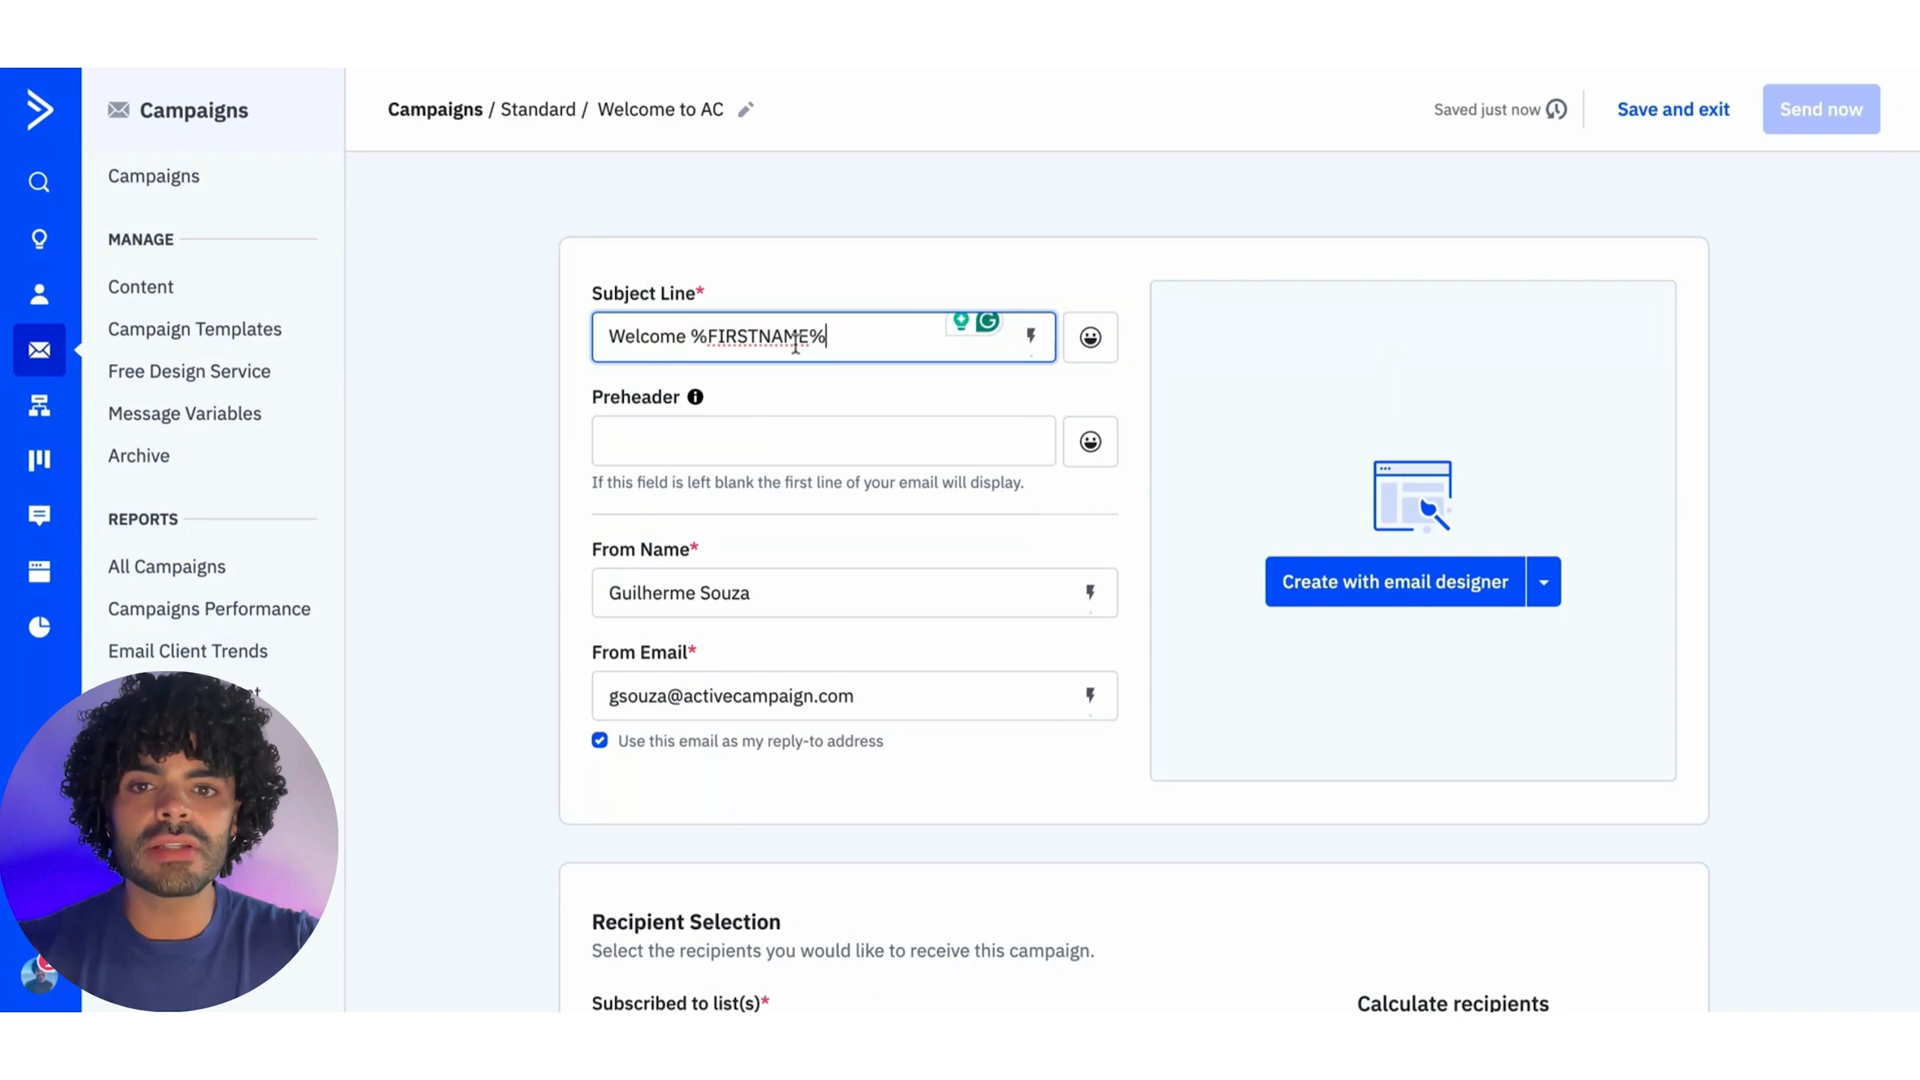 Campaigns
Campaigns / Standard / Welcome to AC
Saved just now
Save and exit
Send now
Campaigns
MANAGE
Content
Campaign Templates
Free Design Service
Message Variables
Archive
REPORTS
All Campaigns
Campaigns Performance
Email Client Trends
Subject Line*
Welcome %FIRSTNAME%
Preheader
If this field is left blank the first line of your email will display.
From Name*
Guilherme Souza
From Email*
gsouza@activecampaign.com
Use this email as my reply-to address
Create with email designer
Recipient Selection
Select the recipients you would like to receive this campaign.
Subscribed to list(s)*
Calculate recipients